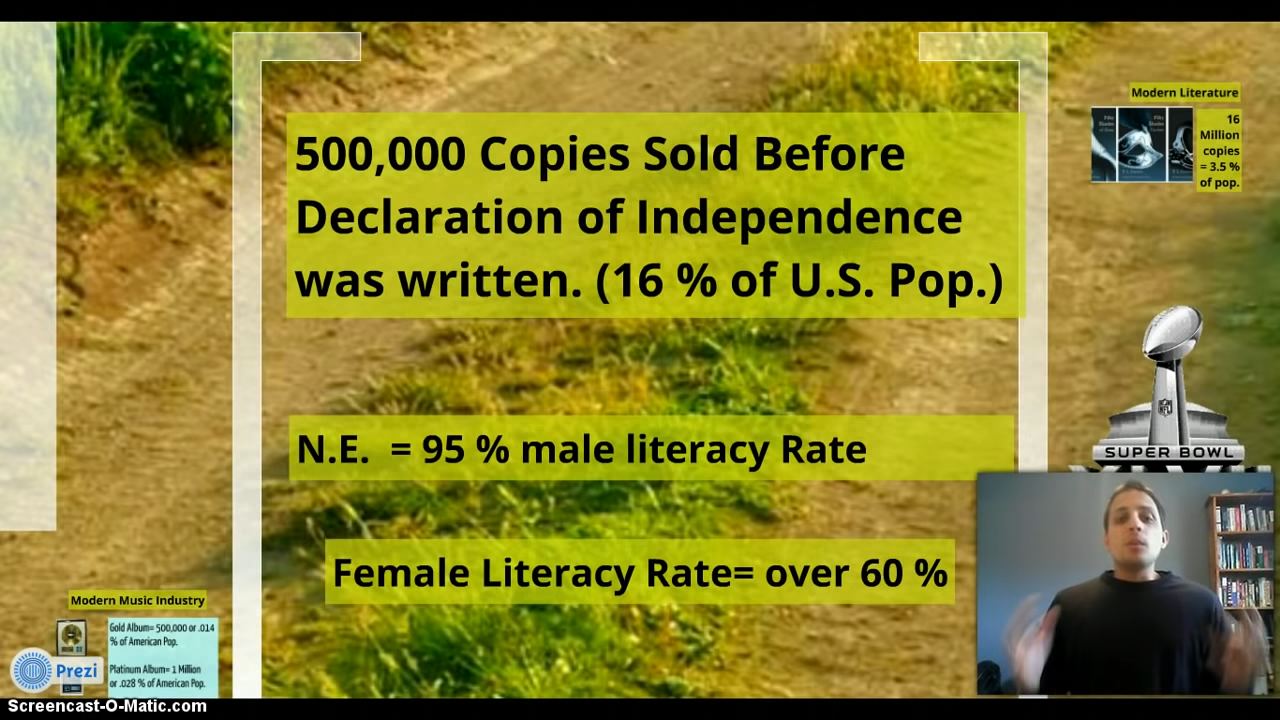 500,000 Copies Sold Before
Declaration of Independence
was written. (16 % of U.S. Pop.)
N.E. = 95 % male literacy Rate
Female Literacy Rate= over 60 %
Modern Literature
16
Million
copies
= 3.5 %
of pop.
SUPER BOWL
Modern Music Industry
Gold Album= 500,000 or .014
% of American Pop.
Platinum Album= 1 Million
or .028 % of American Pop.
Prezi
Screencast-O-Matic.com